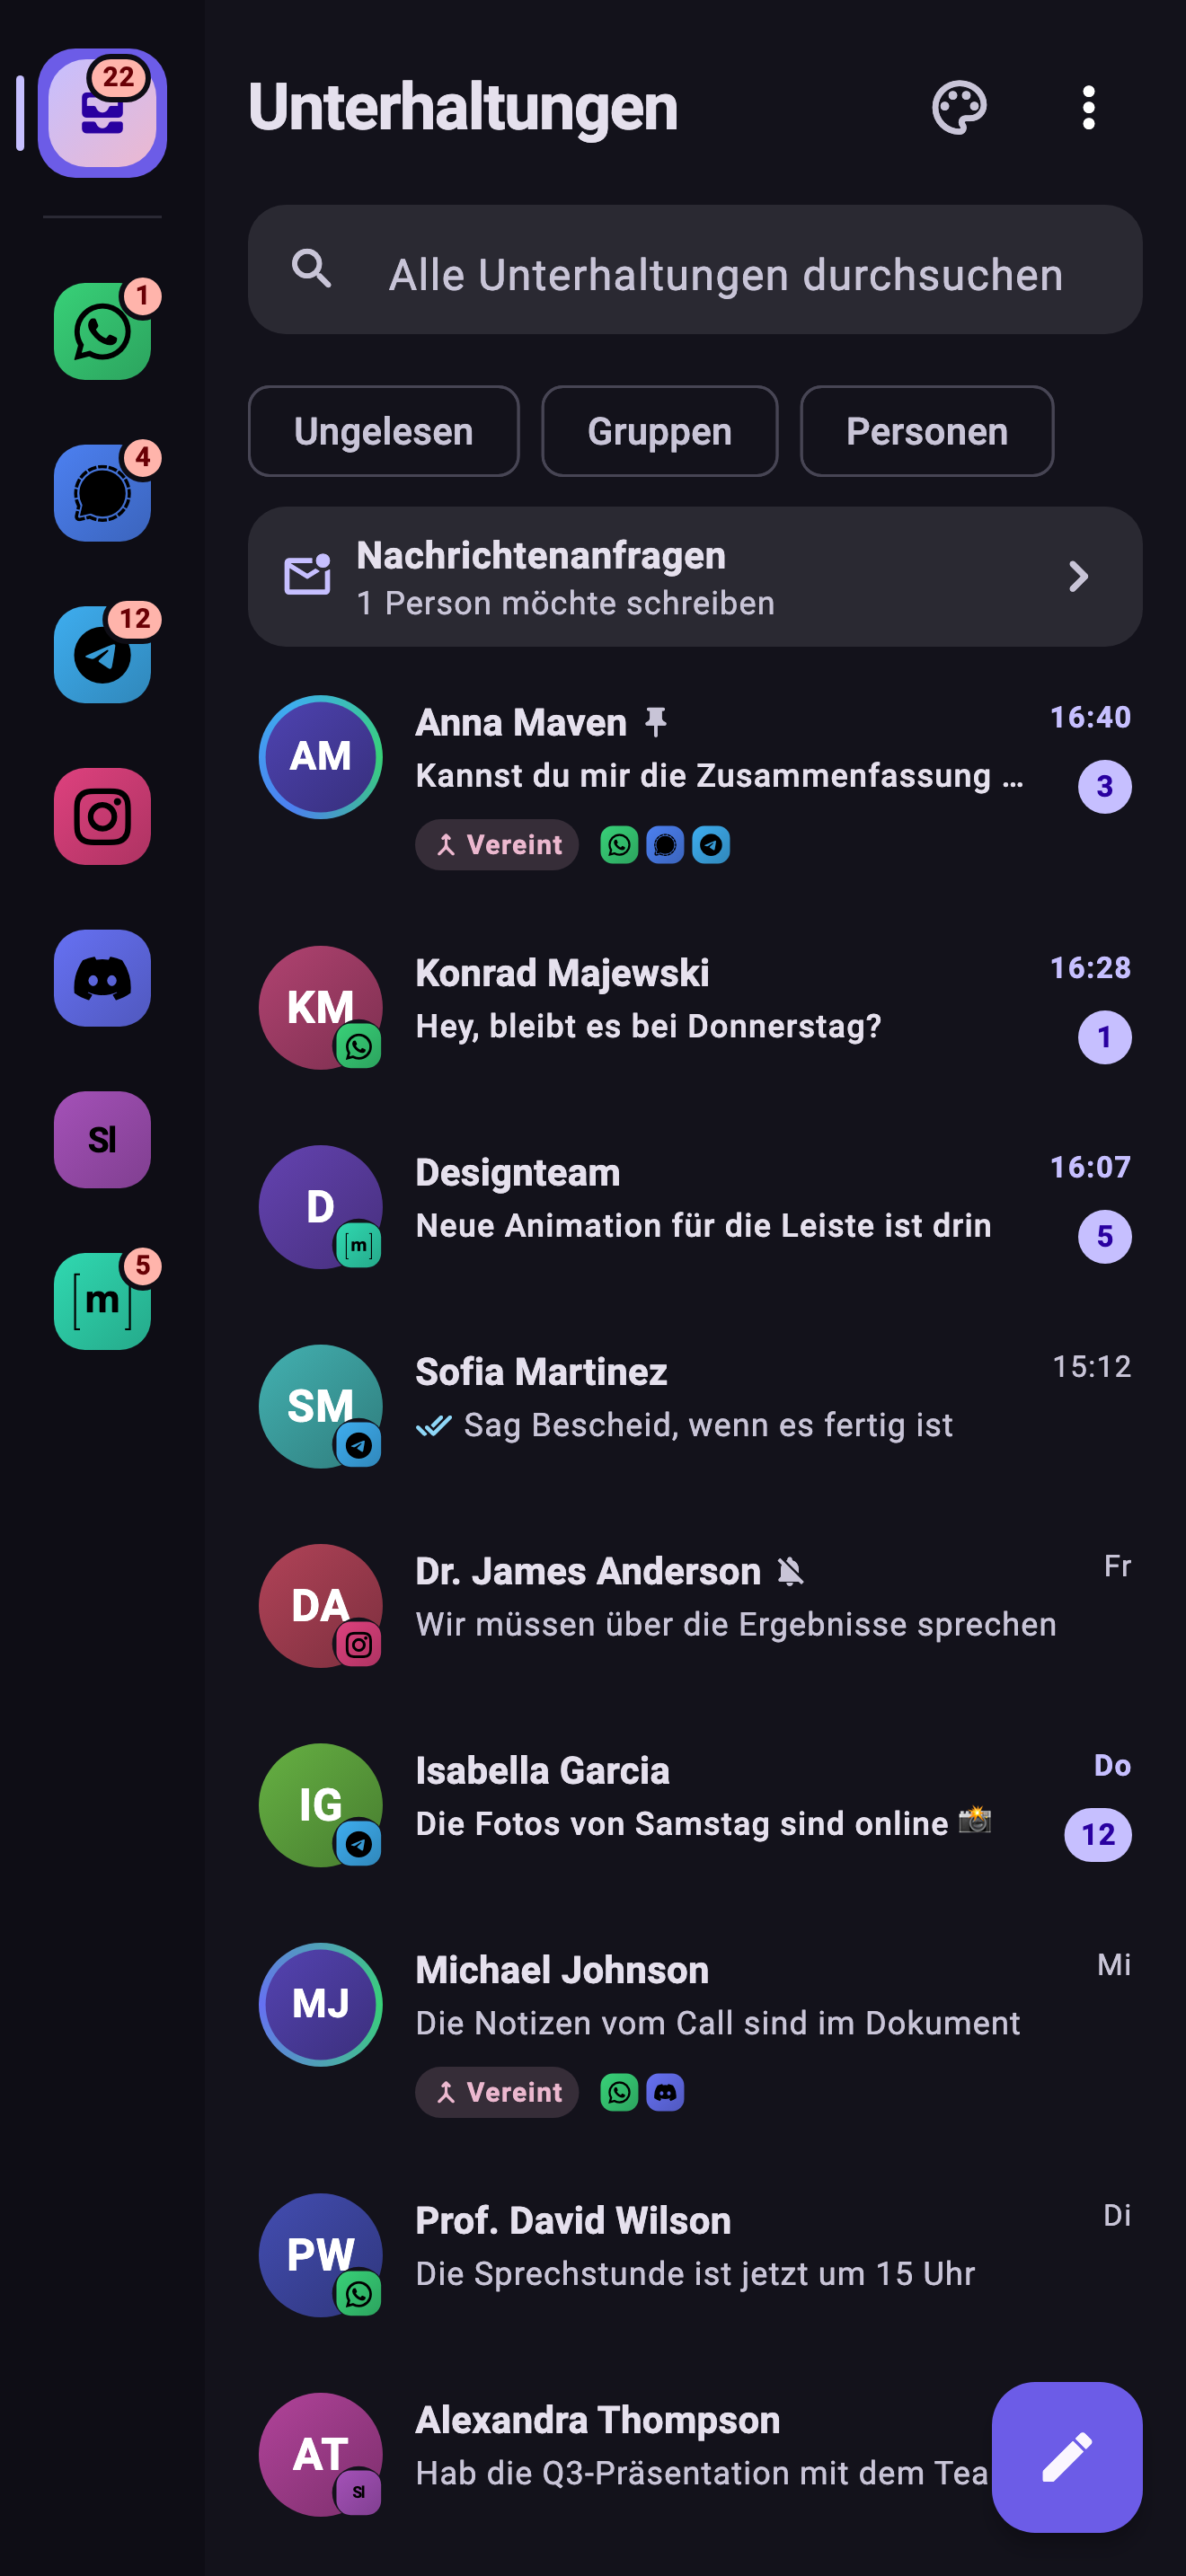 22
Unterhaltungen
Alle Unterhaltungen durchsuchen
1
Ungelesen
Gruppen
Personen
4
Nachrichtenanfragen
1 Person möchte schreiben
12
Anna Maven
16:40
Kannst du mir die Zusammenfassung ...
3
AM
Vereint
Konrad Majewski
16:28
Hey, bleibt es bei Donnerstag?
1
KM
Sl
Designteam
16:07
Neue Animation für die Leiste ist drin
5
D
[m]
5
[m]
Sofia Martinez
15:12
Sag Bescheid, wenn es fertig ist
SM
Dr. James Anderson
Fr
Wir müssen über die Ergebnisse sprechen
DA
Isabella Garcia
Do
Die Fotos von Samstag sind online 📸
12
IG
Michael Johnson
Mi
Die Notizen vom Call sind im Dokument
MJ
Vereint
Prof. David Wilson
Di
Die Sprechstunde ist jetzt um 15 Uhr
PW
Alexandra Thompson
Hab die Q3-Präsentation mit dem Tea
AT
Sl